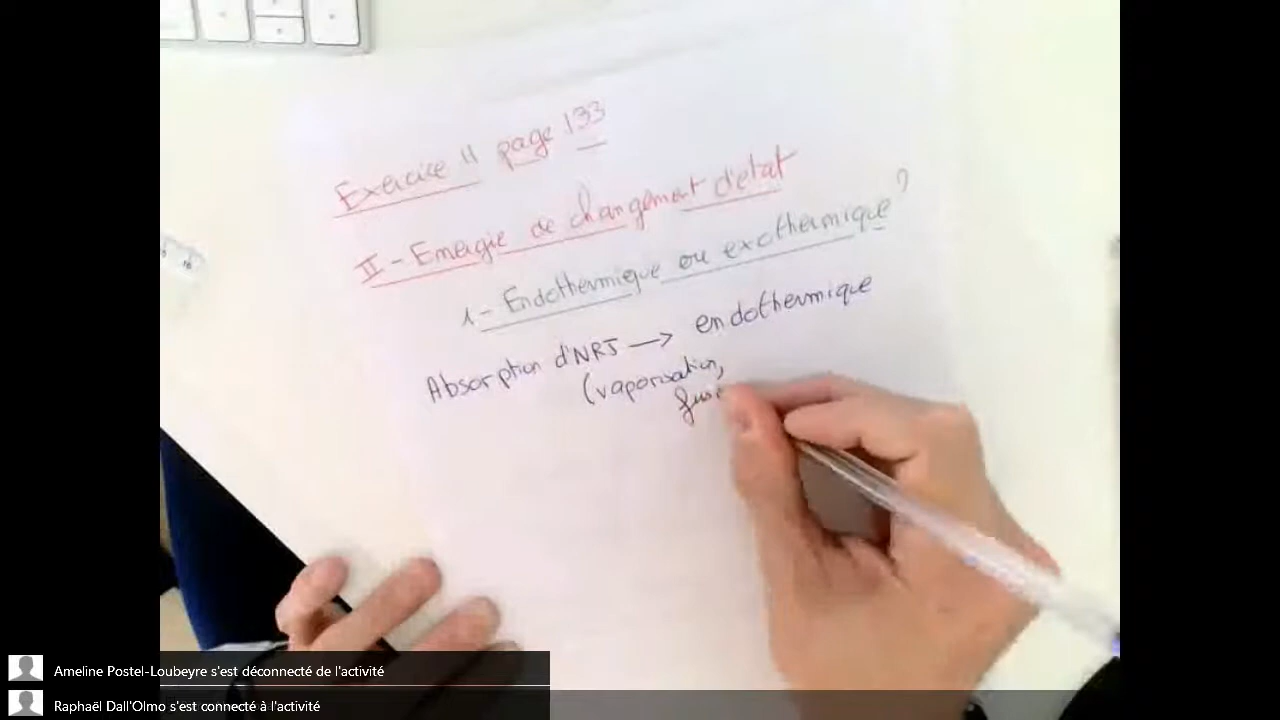 Exercice 11 page 133
II - Energie de changement d'état
1 - Endothermique ou exothermique ?
Absorption d'NRJ → endothermique
(vaporisation,
Ameline Postel-Loubeyre s'est déconnecté de l'activité
Raphaël Dall'Olmo s'est connecté à l'activité